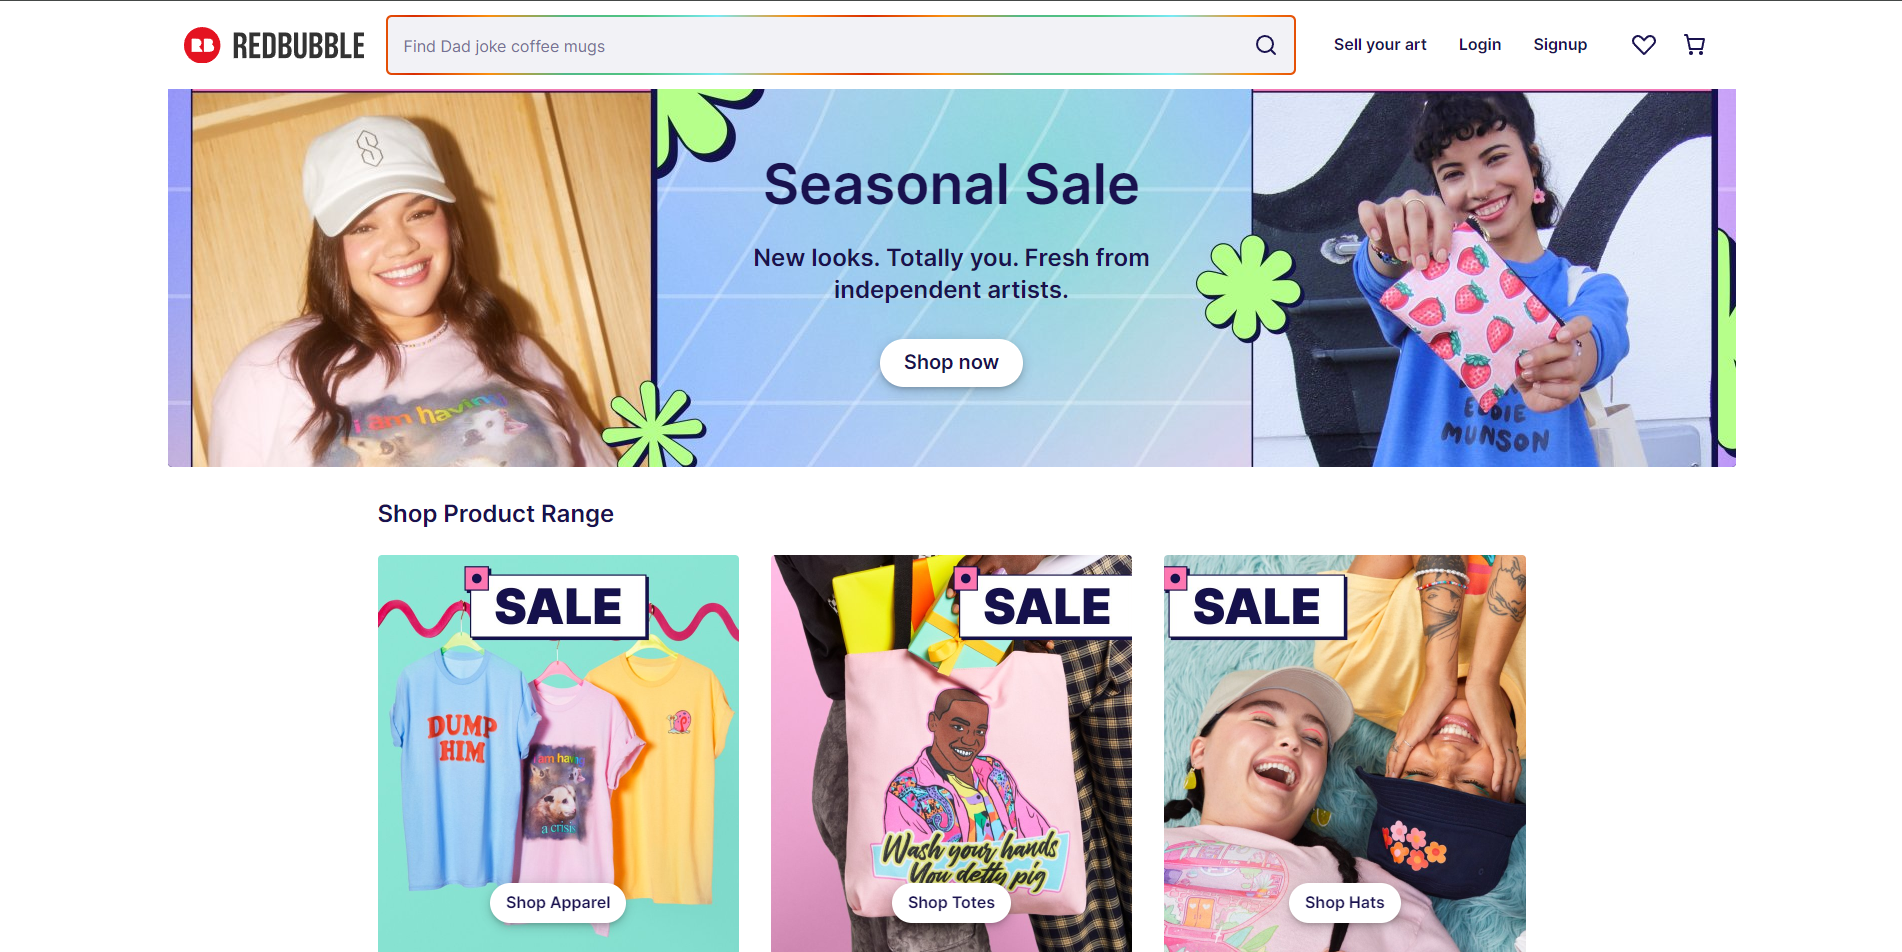 RB REDBUBBLE
Find Dad joke coffee mugs
Sell your art
Login
Signup
Seasonal Sale
New looks. Totally you. Fresh from
independent artists.
Shop now
i am having
EDDIE
MUNSON
Shop Product Range
SALE
SALE
SALE
DUMP
HIM
i am having
a crisis
Wash your hands
You detty pig
Shop Apparel
Shop Totes
Shop Hats